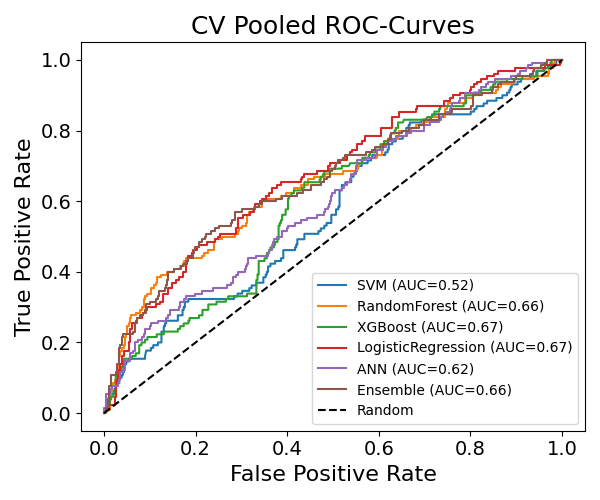 CV Pooled ROC-Curves
True Positive Rate
1.0
0.8
0.6
0.4
0.2
0.0
SVM (AUC=0.52)
RandomForest (AUC=0.66)
XGBoost (AUC=0.67)
LogisticRegression (AUC=0.67)
ANN (AUC=0.62)
Ensemble (AUC=0.66)
Random
0.0 0.2 0.4 0.6 0.8 1.0
False Positive Rate